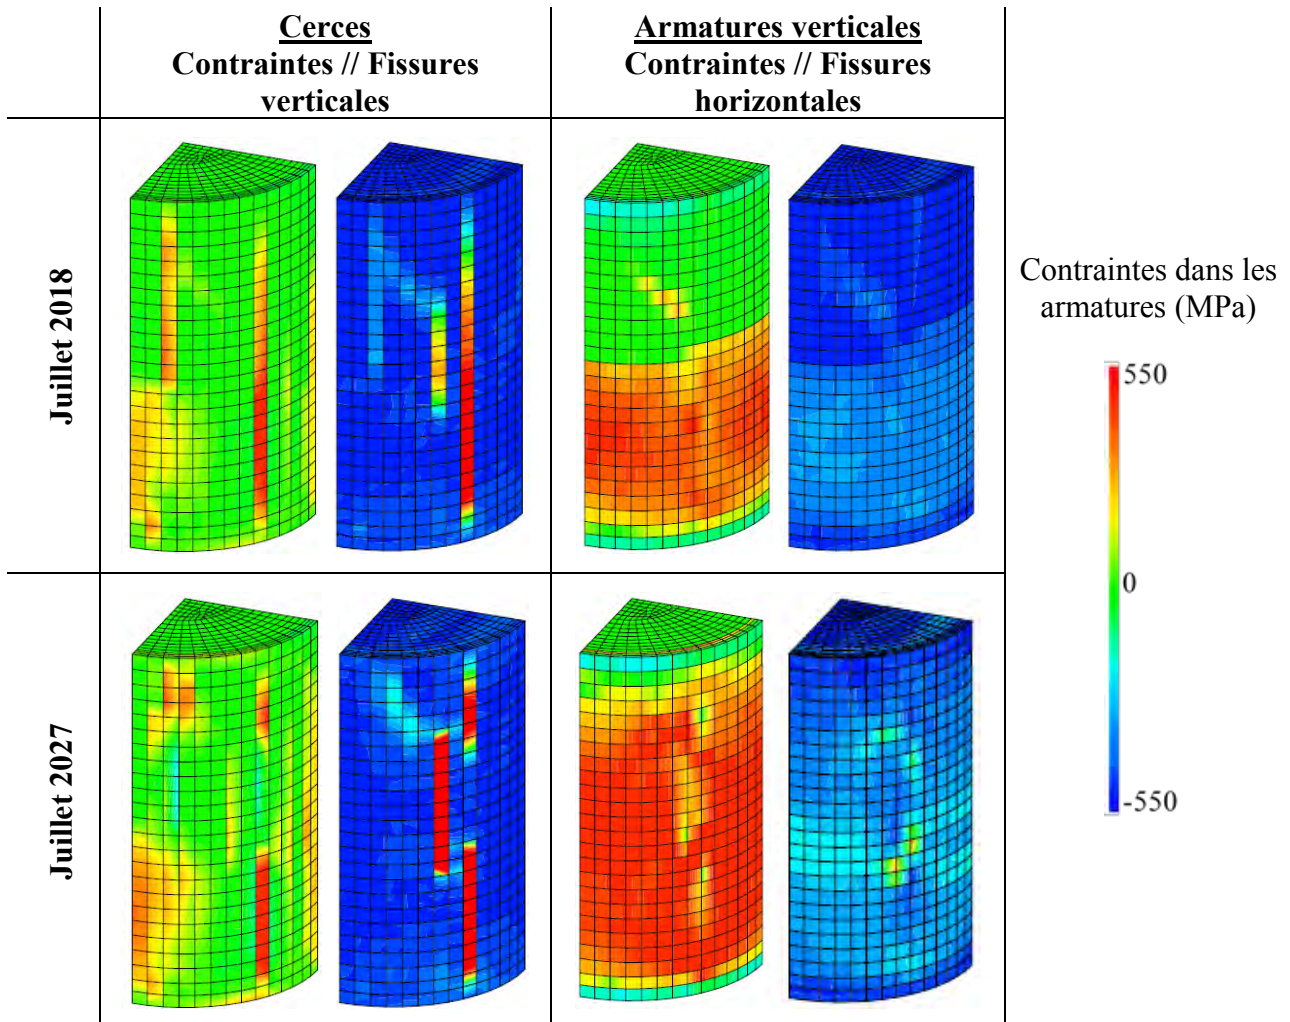 Cerces
Contraintes // Fissures
verticales
Armatures verticales
Contraintes // Fissures
horizontales
Juillet 2018
Contraintes dans les
armatures (MPa)
550
0
-550
Juillet 2027